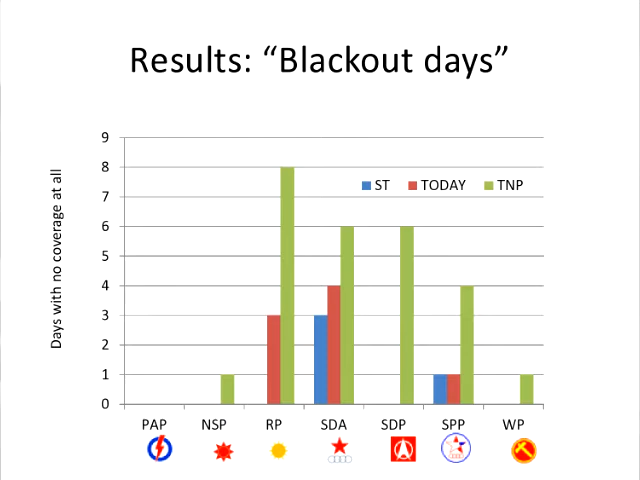 Results: “Blackout days”
Days with no coverage at all
9
8
7
6
5
4
3
2
1
0
ST TODAY TNP
PAP NSP RP SDA SDP SPP WP